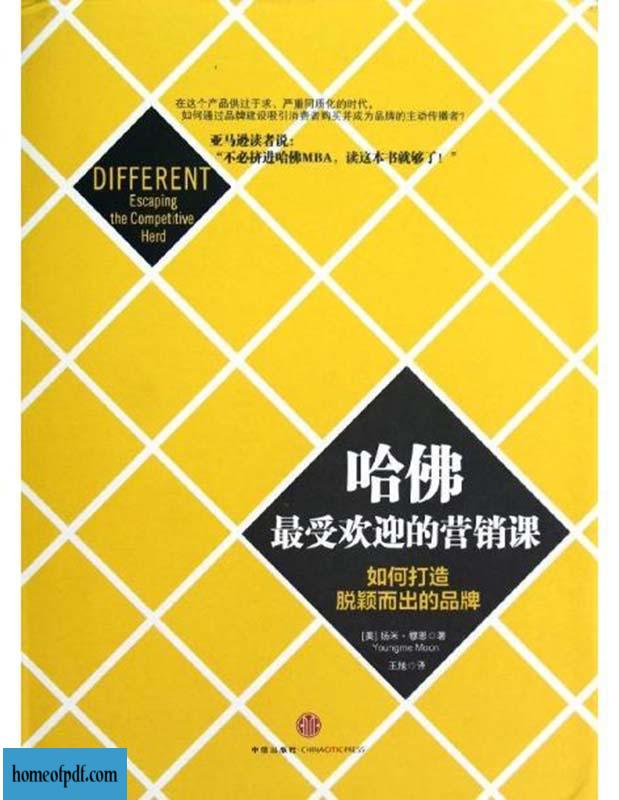 在这个产品供过于求、严重同质化的时代，
如何通过品牌建设吸引消费者购买并成为品牌的主动传播者？
亚马逊读者说：
“不必挤进哈佛MBA，读这本书就够了！”
DIFFERENT
Escaping
the Competitive
Herd
哈佛
最受欢迎的营销课
如何打造
脱颖而出的品牌
[美] 扬米·穆恩◎著
Youngme Moon
王旭◎译
中信出版社·CHINACITICPRESS
homeofpdf.com